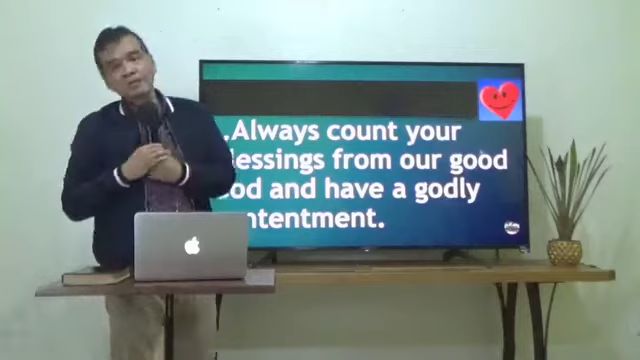 .Always count your
lessings from our good
od and have a godly
ntentment.